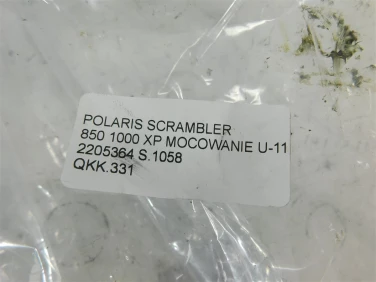 POLARIS SCRAMBLER
850 1000 XP MOCOWANIE U-11
2205364 S.1058
QKK.331